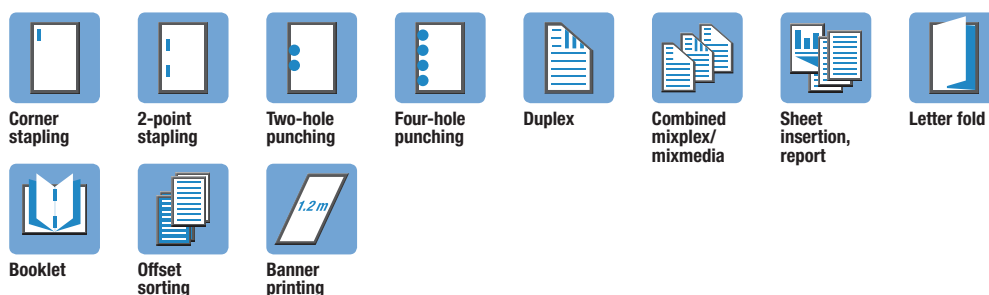 Corner
stapling
2-point
stapling
Two-hole
punching
Four-hole
punching
Duplex
Combined
mixplex/
mixmedia
Sheet
insertion,
report
Letter fold
1.2 m
Booklet
Offset
sorting
Banner
printing